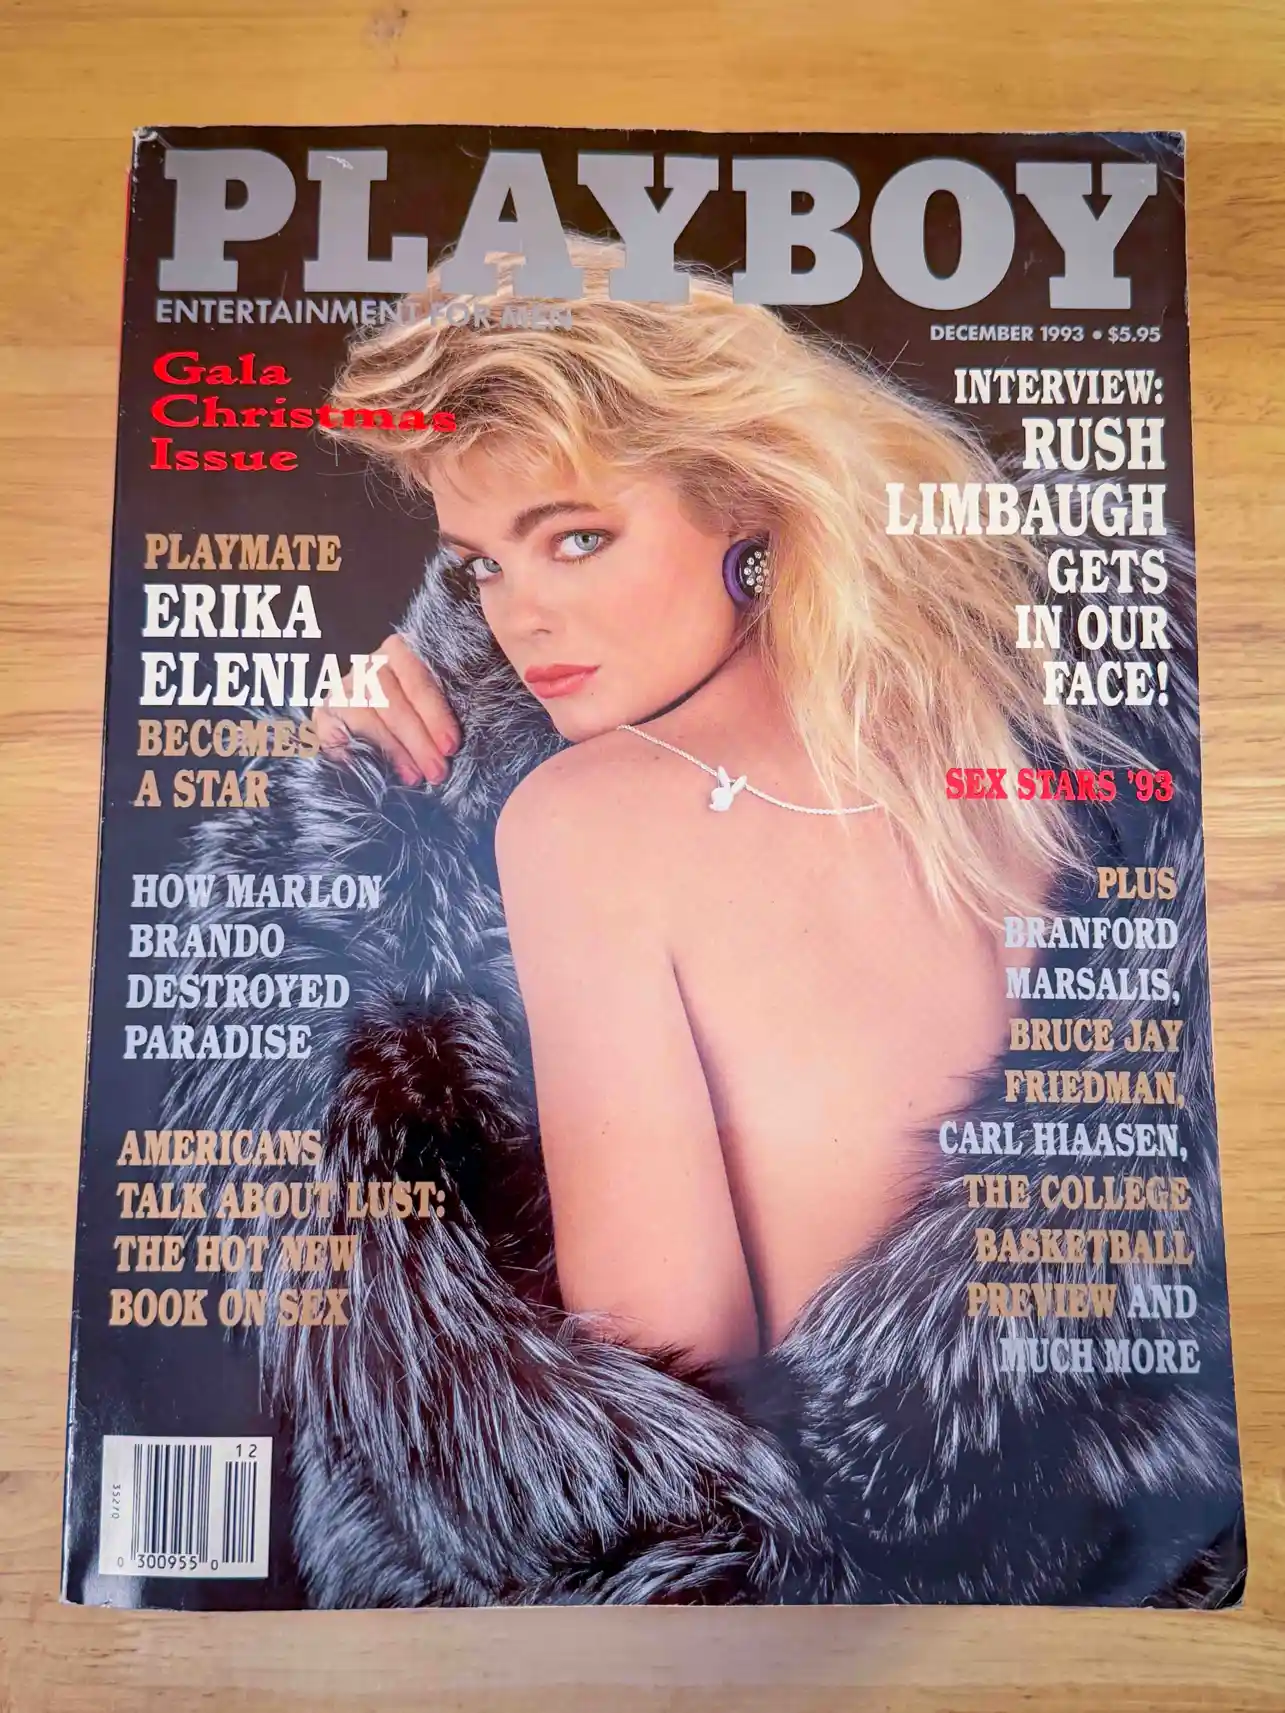 PLAYBOY
ENTERTAINMENT FOR MEN
DECEMBER 1993 • $5.95
Gala
Christmas
Issue
PLAYMATE
ERIKA
ELENIAK
BECOMES
A STAR
HOW MARLON
BRANDO
DESTROYED
PARADISE
AMERICANS
TALK ABOUT LUST:
THE HOT NEW
BOOK ON SEX
INTERVIEW:
RUSH
LIMBAUGH
GETS
IN OUR
FACE!
SEX STARS '93
PLUS
BRANFORD
MARSALIS,
BRUCE JAY
FRIEDMAN,
CARL HIAASEN,
THE COLLEGE
BASKETBALL
PREVIEW AND
MUCH MORE
12
35270
0 300955 0